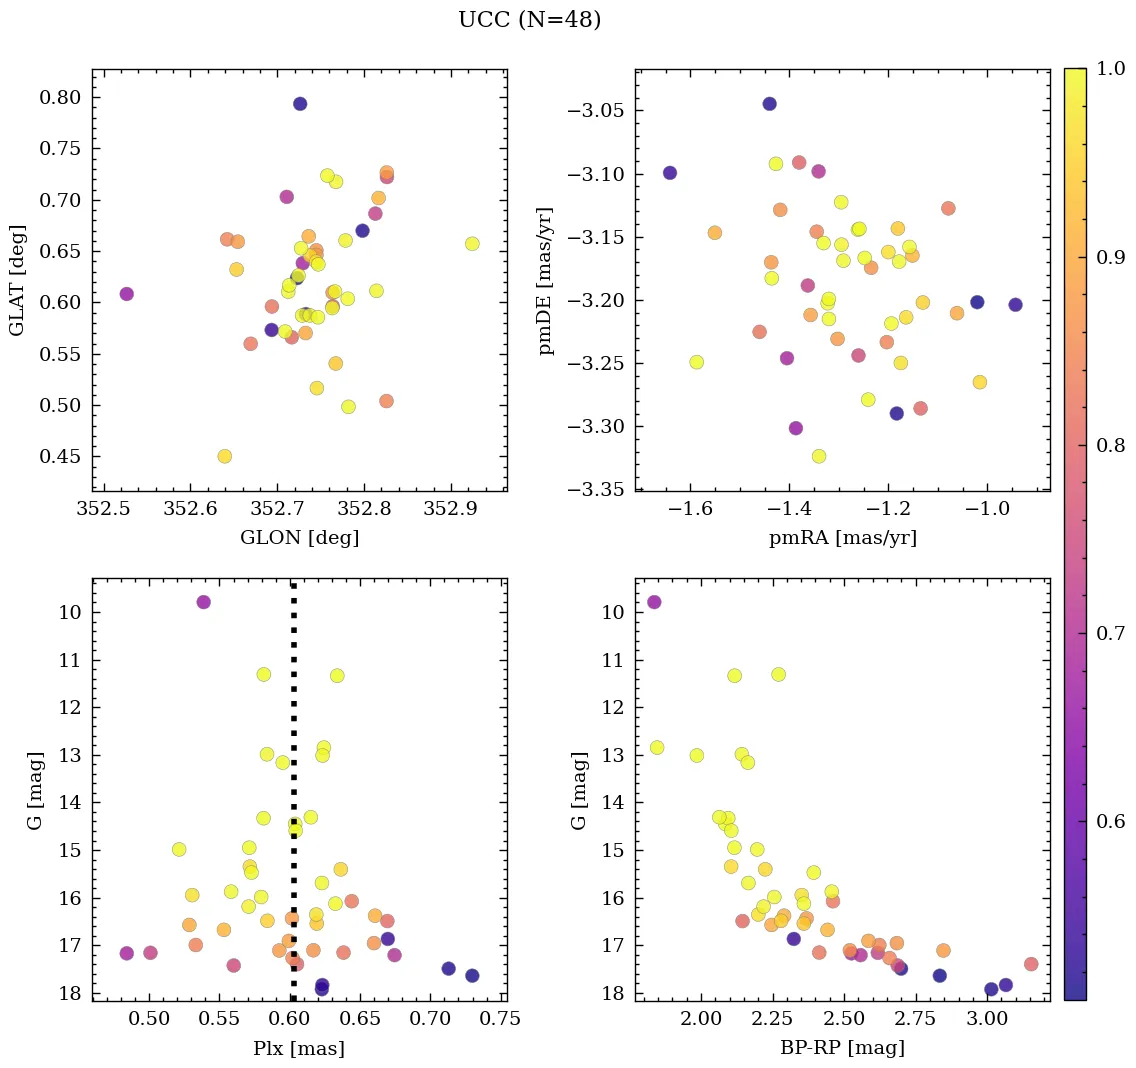 UCC (N=48)
0.80
0.75
0.70
0.65
0.60
0.55
0.50
0.45
GLAT [deg]
352.5 352.6 352.7 352.8 352.9
GLON [deg]
−3.05
−3.10
−3.15
−3.20
−3.25
−3.30
−3.35
pmDE [mas/yr]
−1.6 −1.4 −1.2 −1.0
pmRA [mas/yr]
10
11
12
13
14
15
16
17
18
G [mag]
0.50 0.55 0.60 0.65 0.70 0.75
Plx [mas]
10
11
12
13
14
15
16
17
18
G [mag]
2.00 2.25 2.50 2.75 3.00
BP-RP [mag]
1.0
0.9
0.8
0.7
0.6